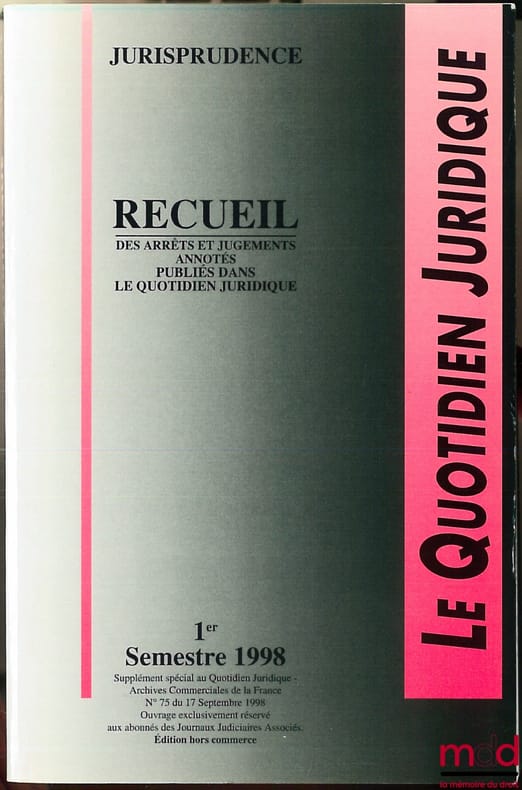 JURISPRUDENCE
RECUEIL
DES ARRÊTS ET JUGEMENTS
ANNOTÉS
PUBLIÉS DANS
LE QUOTIDIEN JURIDIQUE
1er
Semestre 1998
Supplément spécial au Quotidien Juridique -
Archives Commerciales de la France
N° 75 du 17 Septembre 1998
Ouvrage exclusivement réservé
aux abonnés des Journaux Judiciaires Associés.
Édition hors commerce
LE QUOTIDIEN JURIDIQUE
mdd
la mémoire du droit